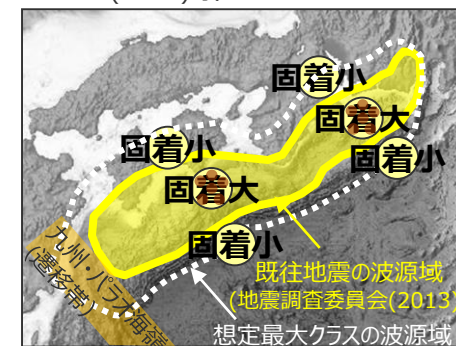 固着小
固着大
固着小
固着小
固着大
固着小
九州・パラオ海嶺
(遷移帯)
既往地震の波源域
(地震調査委員会(2013)
想定最大クラスの波源域